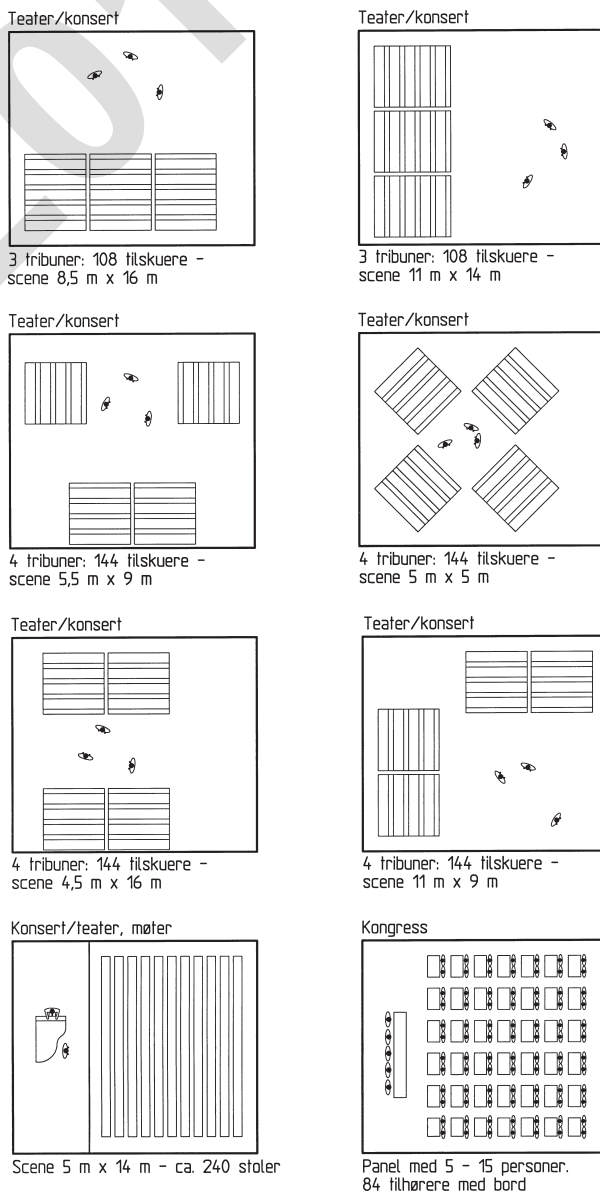 Teater/konsert
3 tribuner: 108 tilskuere –
scene 8,5 m x 16 m
Teater/konsert
3 tribuner: 108 tilskuere –
scene 11 m x 14 m
Teater/konsert
4 tribuner: 144 tilskuere –
scene 5,5 m x 9 m
Teater/konsert
4 tribuner: 144 tilskuere –
scene 5 m x 5 m
Teater/konsert
4 tribuner: 144 tilskuere –
scene 4,5 m x 16 m
Teater/konsert
4 tribuner: 144 tilskuere –
scene 11 m x 9 m
Konsert/teater, møter
Scene 5 m x 14 m – ca. 240 stoler
Kongress
Panel med 5 – 15 personer.
84 tilhørere med bord